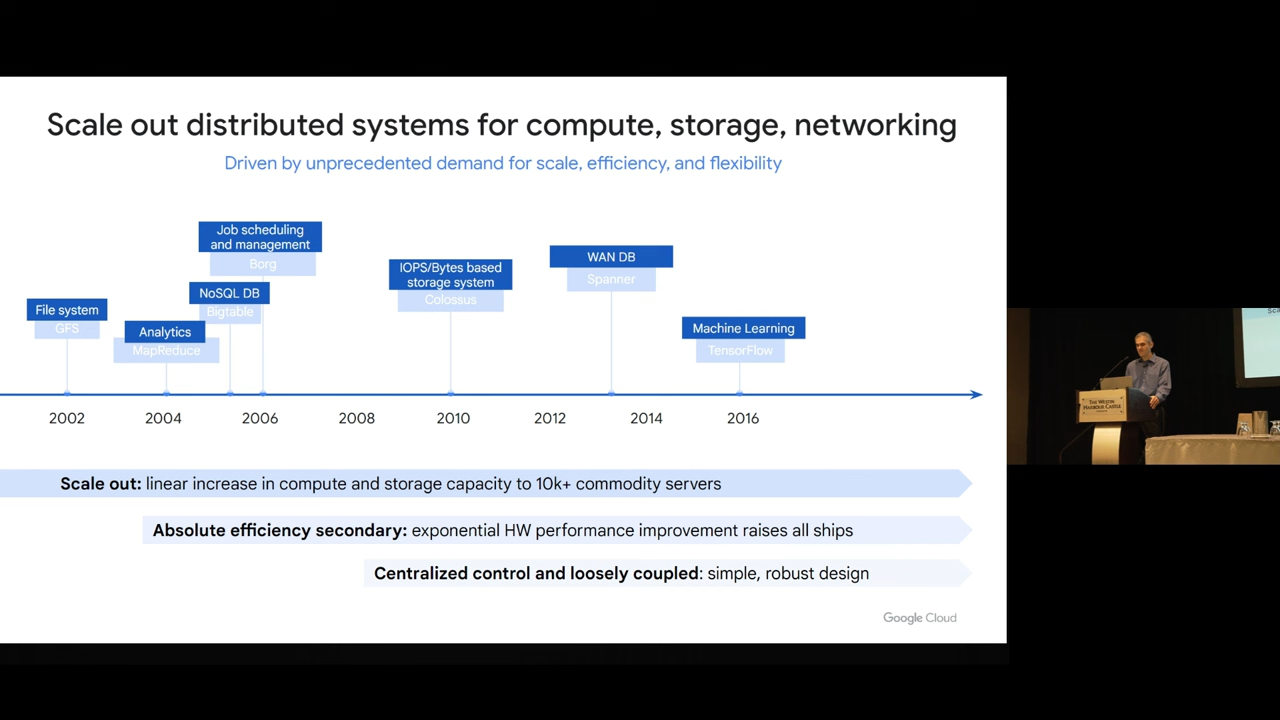 Scale out distributed systems for compute, storage, networking
Driven by unprecedented demand for scale, efficiency, and flexibility
Job scheduling
and management
Borg
WAN DB
Spanner
IOPS/Bytes based
storage system
Colossus
NoSQL DB
Bigtable
File system
GFS
Analytics
MapReduce
Machine Learning
TensorFlow
2002 2004 2006 2008 2010 2012 2014 2016
Scale out: linear increase in compute and storage capacity to 10k+ commodity servers
Absolute efficiency secondary: exponential HW performance improvement raises all ships
Centralized control and loosely coupled: simple, robust design
Google Cloud
THE WESTIN
HARBOUR CASTLE